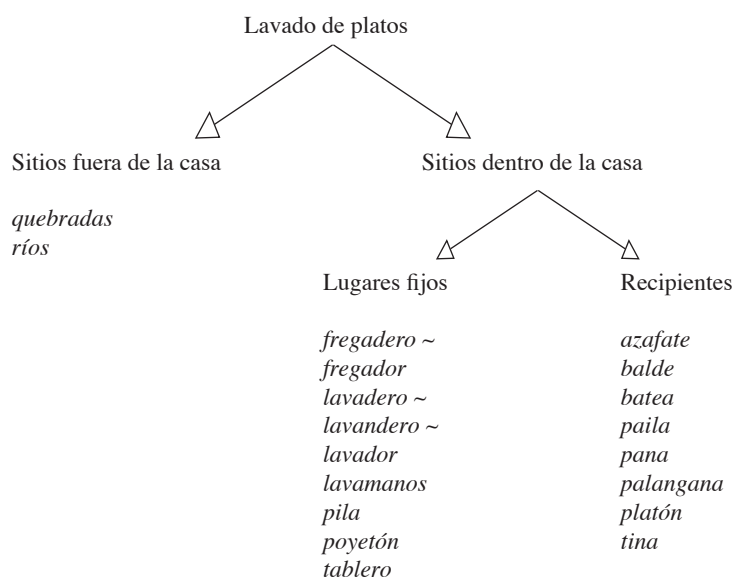 Lavado de platos
Sitios fuera de la casa
quebradas
ríos
Sitios dentro de la casa
Lugares fijos
fregadero ~
fregador
lavadero ~
lavandero ~
lavador
lavamanos
pila
poyetón
tablero
Recipientes
azafate
balde
batea
paila
pana
palangana
platón
tina